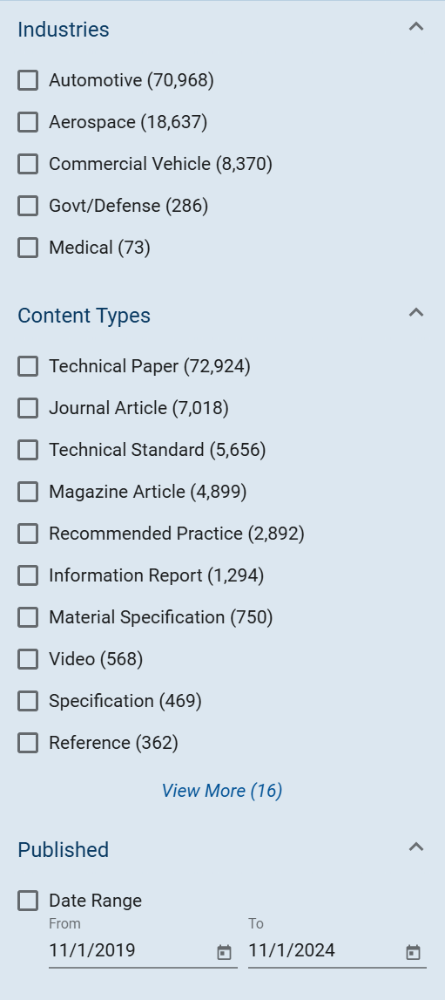 Industries
Automotive (70,968)
Aerospace (18,637)
Commercial Vehicle (8,370)
Govt/Defense (286)
Medical (73)
Content Types
Technical Paper (72,924)
Journal Article (7,018)
Technical Standard (5,656)
Magazine Article (4,899)
Recommended Practice (2,892)
Information Report (1,294)
Material Specification (750)
Video (568)
Specification (469)
Reference (362)
View More (16)
Published
Date Range
From To
11/1/2019 11/1/2024